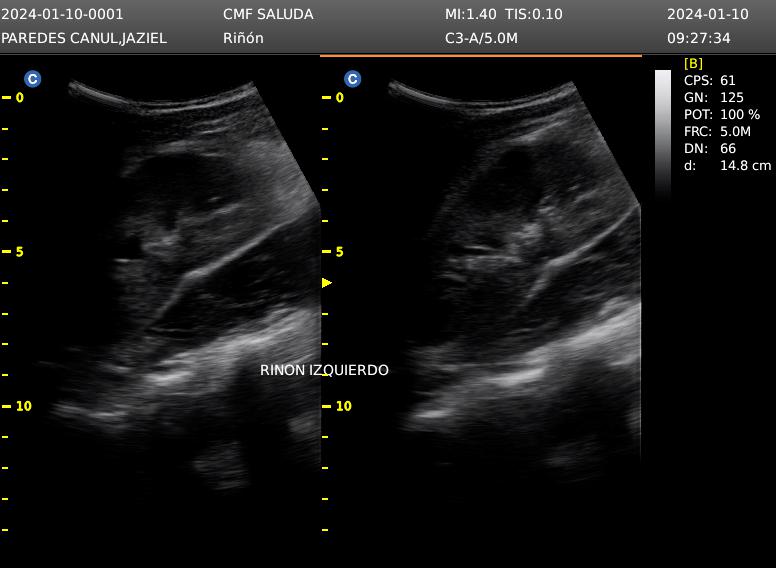 2024-01-10-0001 CMF SALUDA MI:1.40 TIS:0.10 2024-01-10
PAREDES CANUL,JAZIEL Riñón C3-A/5.0M 09:27:34
[B]
CPS: 61
GN: 125
POT: 100 %
FRC: 5.0M
DN: 66
d: 14.8 cm
C C
0 0
5 5
RINON IZQUIERDO
10 10